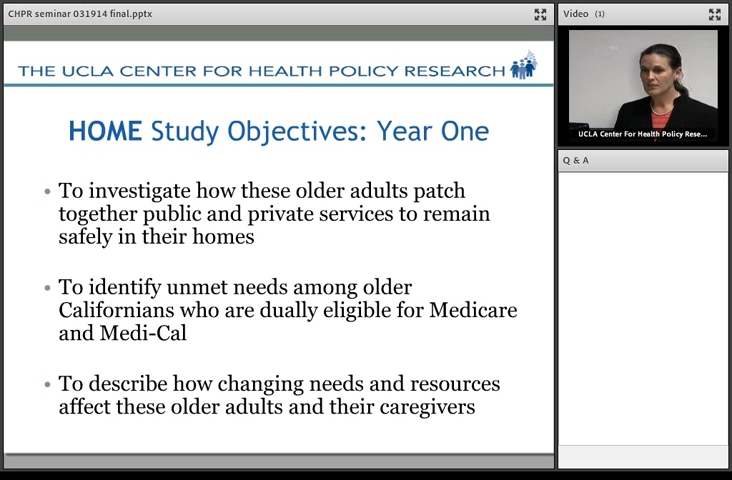 CHPR seminar 031914 final.pptx
THE UCLA CENTER FOR HEALTH POLICY RESEARCH
HOME Study Objectives: Year One
• To investigate how these older adults patch
together public and private services to remain
safely in their homes
• To identify unmet needs among older
Californians who are dually eligible for Medicare
and Medi-Cal
• To describe how changing needs and resources
affect these older adults and their caregivers
Video (1)
UCLA Center For Health Policy Rese...
Q & A